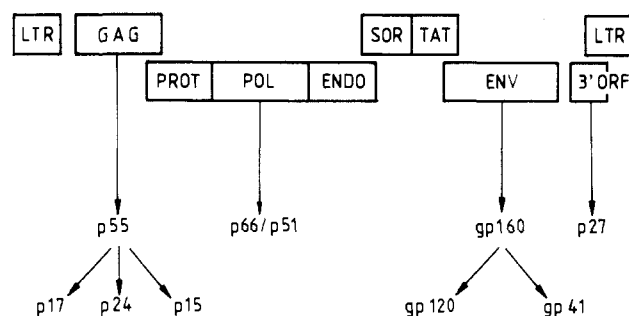 LTR GAG SOR TAT LTR
PROT POL ENDO ENV 3'ORF
p55 p66/p51 gp160 p27
p17 p24 p15 gp120 gp41